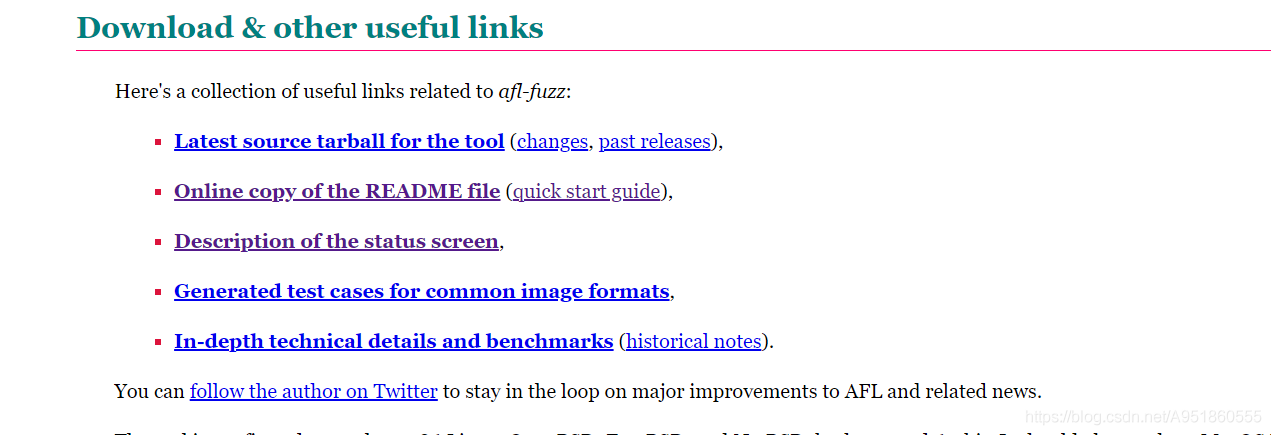 Download & other useful links
Here's a collection of useful links related to afl-fuzz:
Latest source tarball for the tool (changes, past releases),
Online copy of the README file (quick start guide),
Description of the status screen,
Generated test cases for common image formats,
In-depth technical details and benchmarks (historical notes).
You can follow the author on Twitter to stay in the loop on major improvements to AFL and related news.
https://blog.csdn.net/A951860555